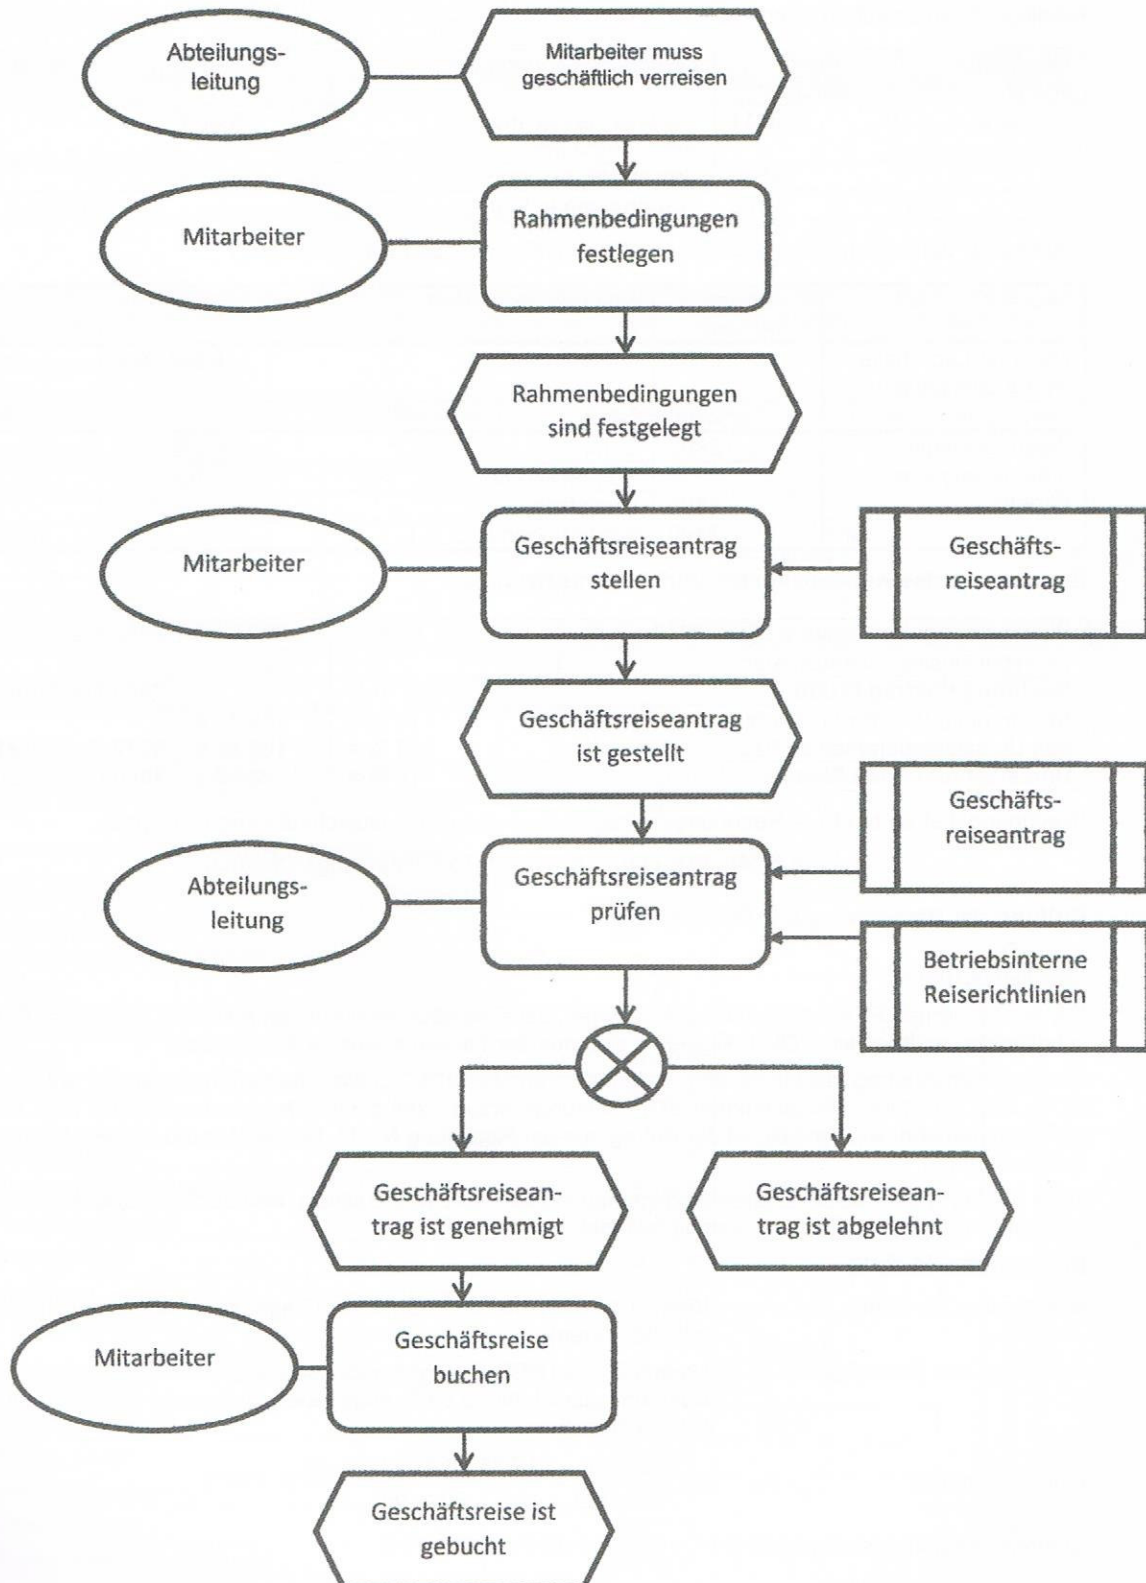 Abteilungs-
leitung
Mitarbeiter muss
geschäftlich verreisen
Mitarbeiter
Rahmenbedingungen
festlegen
Rahmenbedingungen
sind festgelegt
Mitarbeiter
Geschäftsreiseantrag
stellen
Geschäfts-
reiseantrag
Geschäftsreiseantrag
ist gestellt
Geschäfts-
reiseantrag
Abteilungs-
leitung
Geschäftsreiseantrag
prüfen
Betriebsinterne
Reiserichtlinien
Geschäftsreisean-
trag ist genehmigt
Geschäftsreisean-
trag ist abgelehnt
Mitarbeiter
Geschäftsreise
buchen
Geschäftsreise ist
gebucht